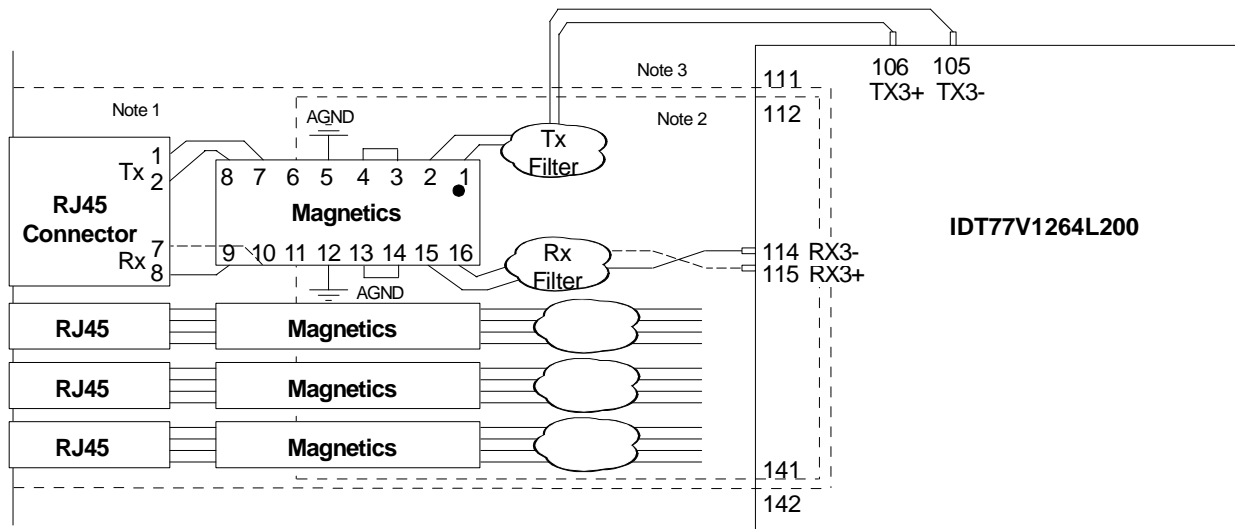 106 105
TX3+ TX3-
Note 3
111
112
Note 1
Note 2
AGND
Tx
Filter
1
Tx 2
RJ45
Connector
7
Rx 8
8 7 6 5 4 3 2 1
Magnetics
9 10 11 12 13 14 15 16
AGND
Rx
Filter
IDT77V1264L200
114 RX3-
115 RX3+
RJ45 Magnetics
RJ45 Magnetics
RJ45 Magnetics
141
142